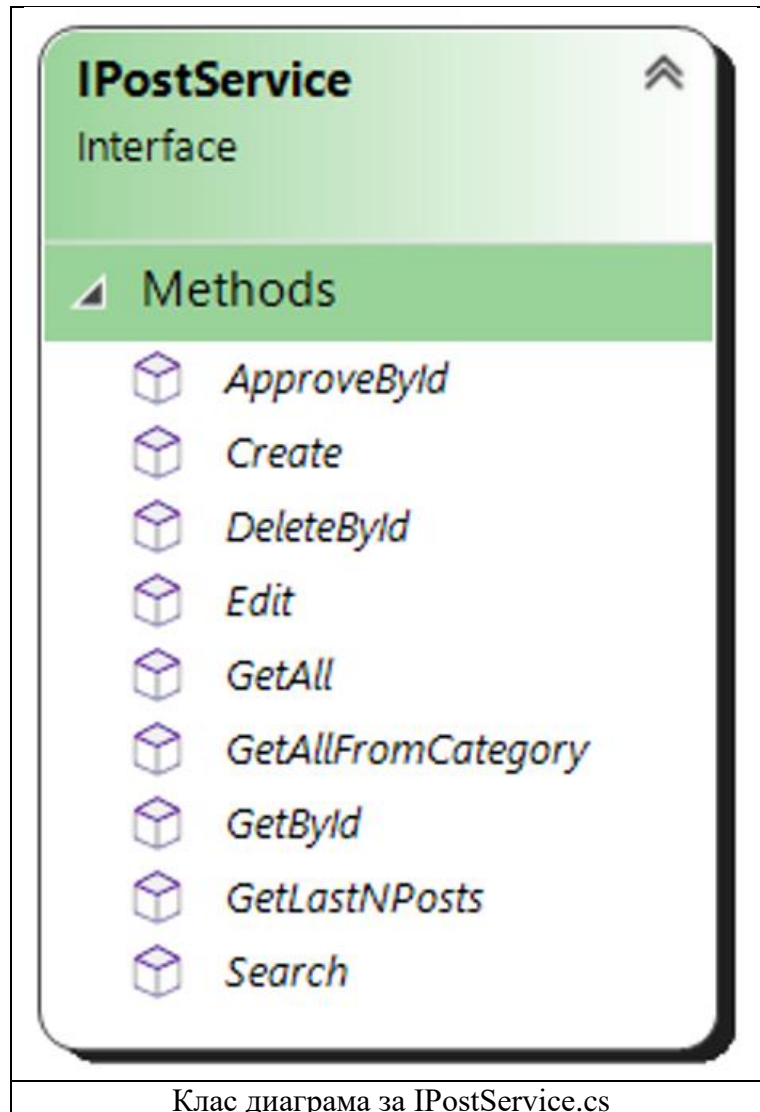 IPostService
Interface
Methods
ApproveById
Create
DeleteById
Edit
GetAll
GetAllFromCategory
GetById
GetLastNPosts
Search
Клас диаграма за IPostService.cs